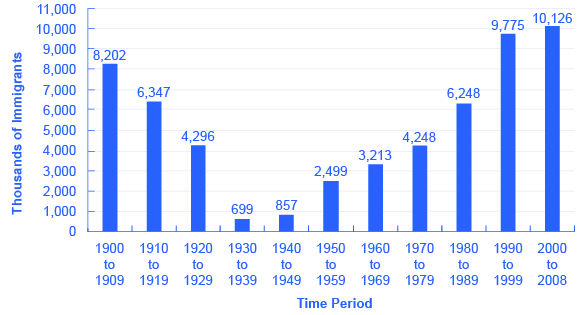 Thousands of Immigrants
11,000
10,000
9,000
8,000
7,000
6,000
5,000
4,000
3,000
2,000
1,000
0
8,202
6,347
4,296
699
857
2,499
3,213
4,248
6,248
9,775
10,126
1900 to 1909
1910 to 1919
1920 to 1929
1930 to 1939
1940 to 1949
1950 to 1959
1960 to 1969
1970 to 1979
1980 to 1989
1990 to 1999
2000 to 2008
Time Period